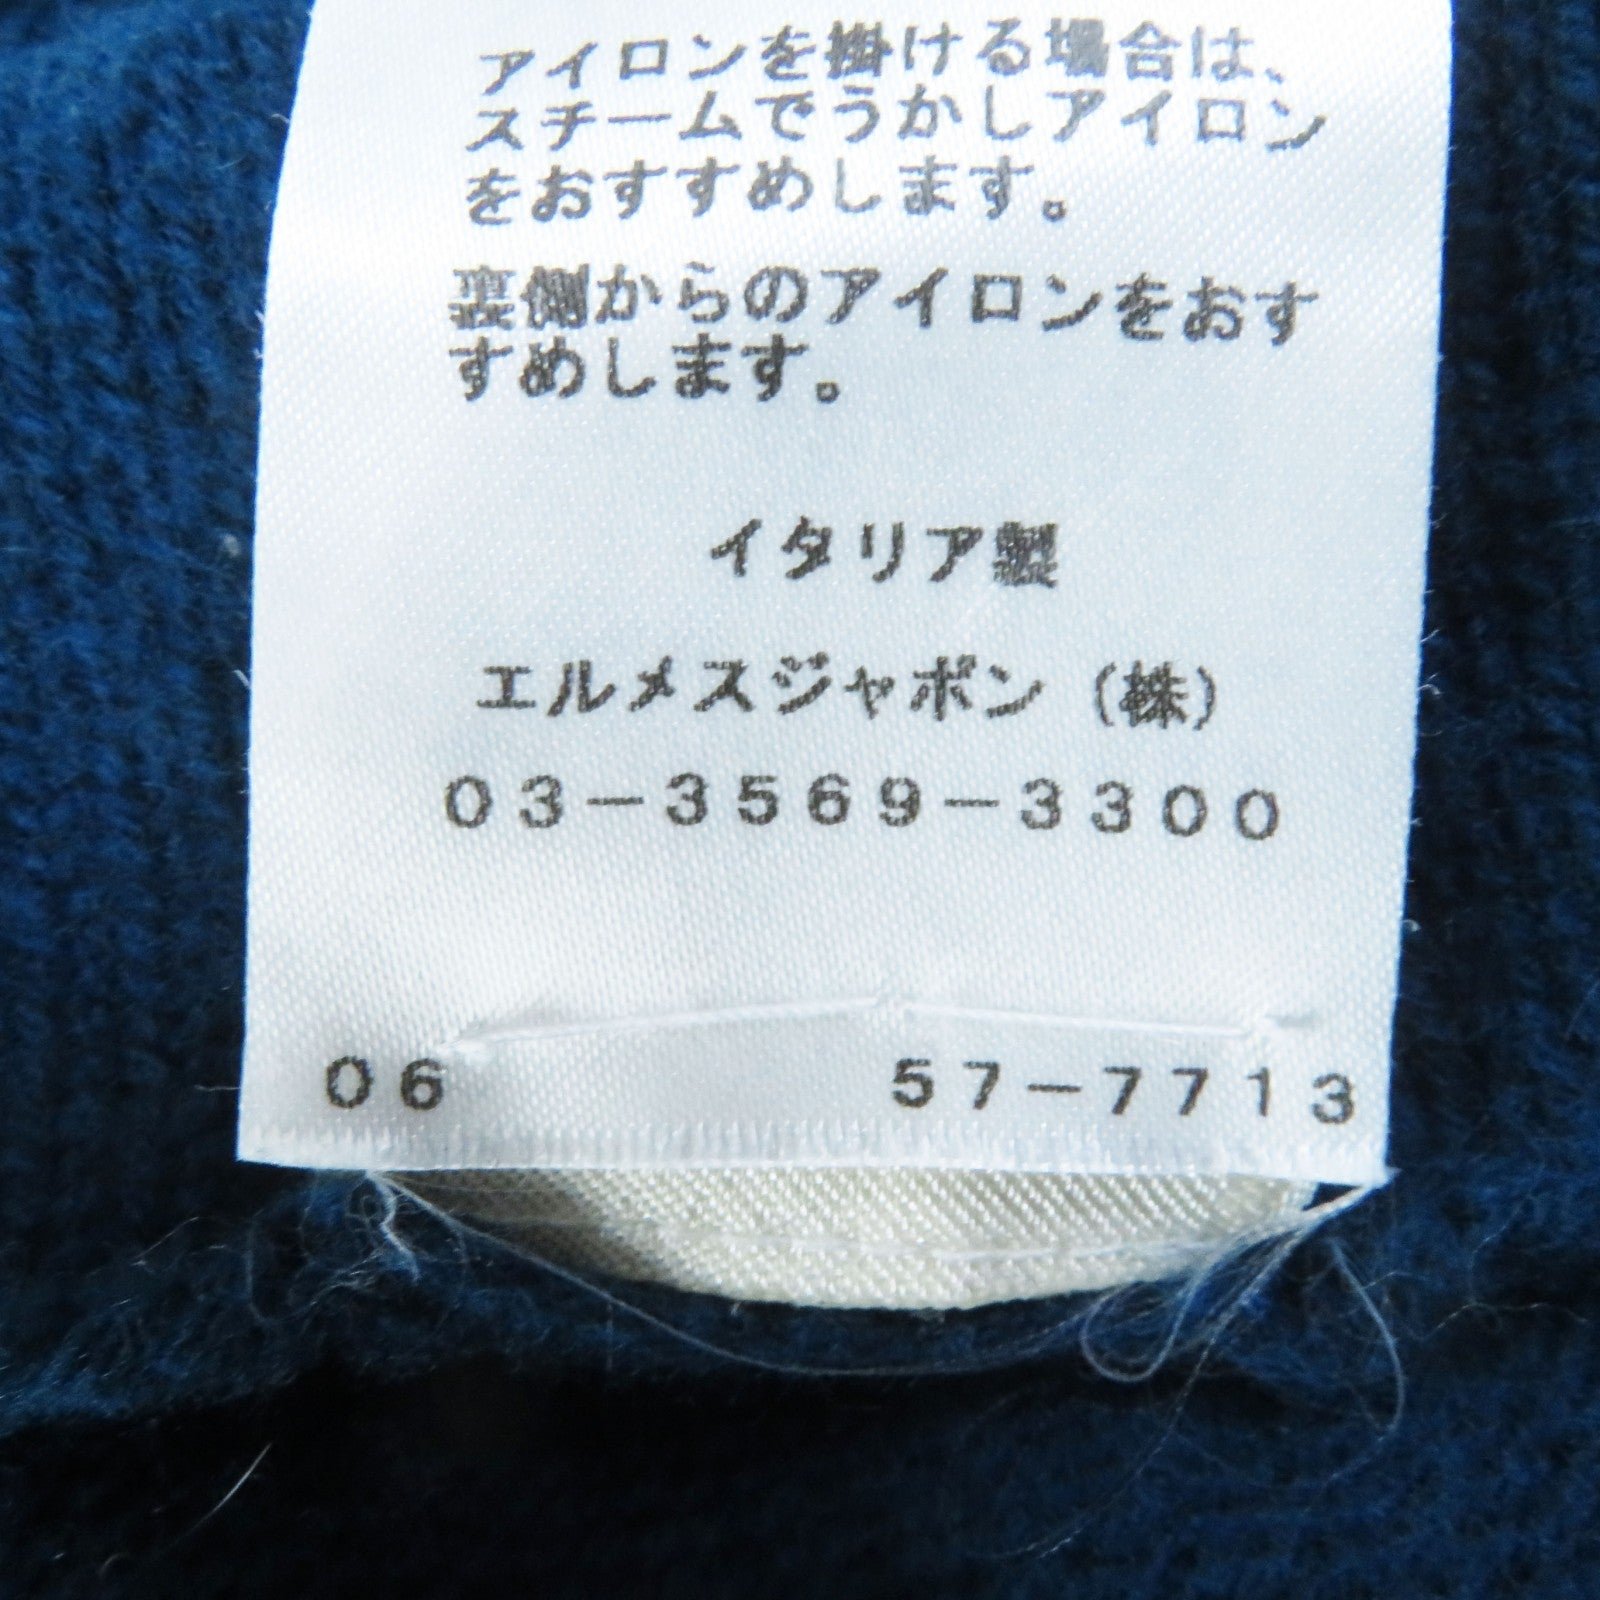 アイロンを掛ける場合は、
スチームでうかしアイロン
をおすすめします。
裏側からのアイロンをおす
すめします。
イタリア製
エルメスジャポン（株）
03－3569－3300
06 57－7713